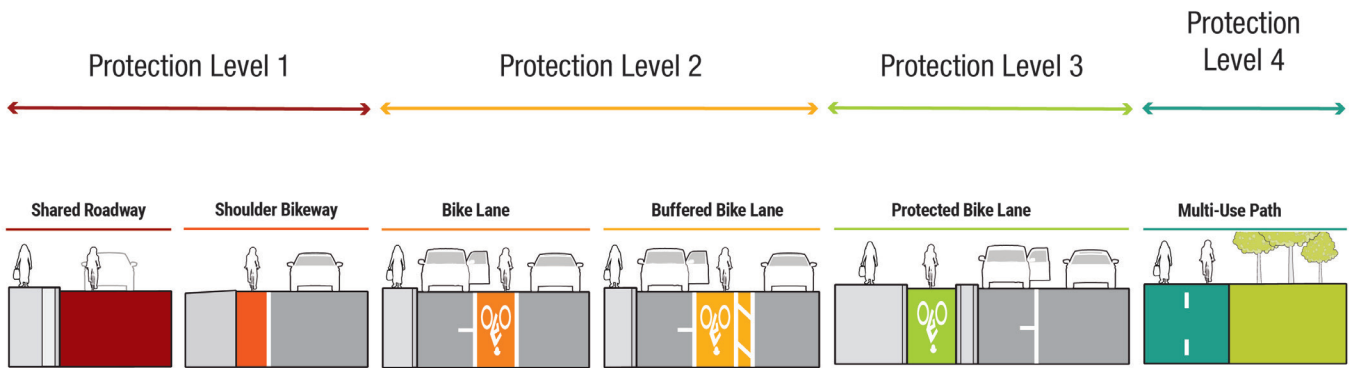 Protection Level 1
Protection Level 2
Protection Level 3
Protection
Level 4
Shared Roadway
Shoulder Bikeway
Bike Lane
Buffered Bike Lane
Protected Bike Lane
Multi-Use Path